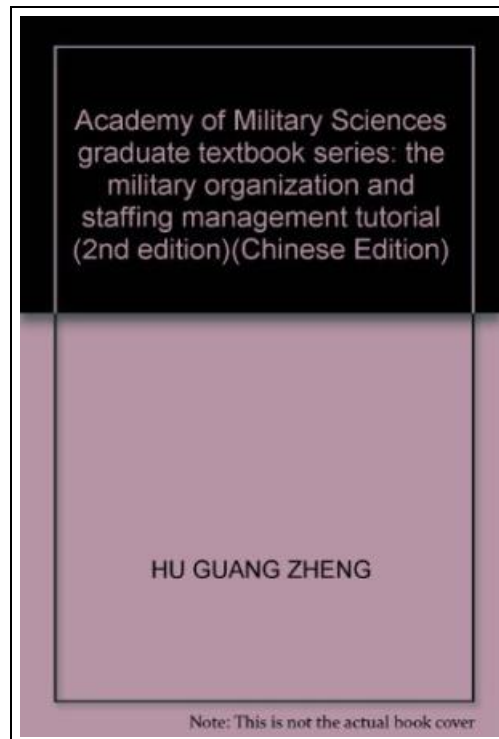 Academy of Military Sciences
graduate textbook series: the
military organization and
staffing management tutorial
(2nd edition)(Chinese Edition)
HU GUANG ZHENG
Note: This is not the actual book cover